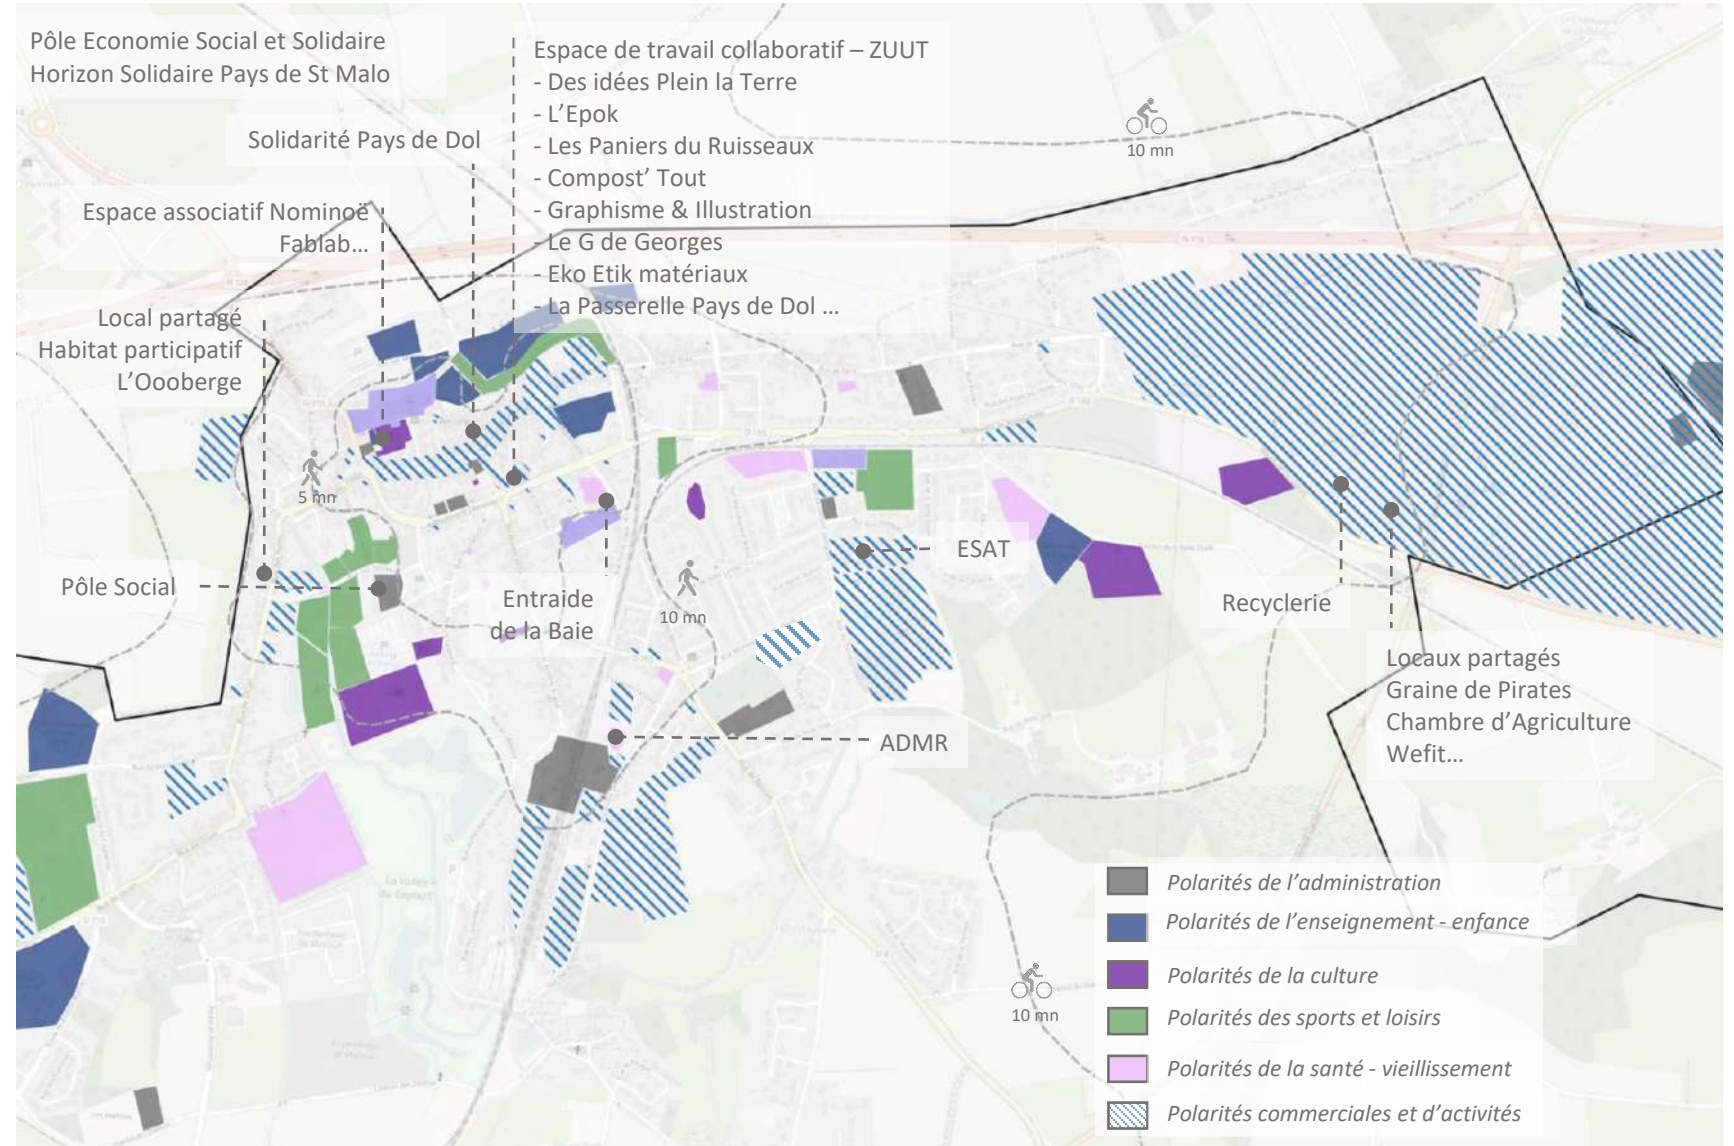 Pôle Economie Social et Solidaire
Horizon Solidaire Pays de St Malo
Espace de travail collaboratif – ZUUT
- Des idées Plein la Terre
- L'Epok
- Les Paniers du Ruisseaux
- Compost' Tout
- Graphisme & Illustration
- Le G de Georges
- Eko Etik matériaux
- La Passerelle Pays de Dol ...
Solidarité Pays de Dol
Espace associatif Nominoë
Fablab...
Local partagé
Habitat participatif
L'Oooberge
10 mn
5 mn
Pôle Social
Entraide
de la Baie
10 mn
ESAT
Recyclerie
Locaux partagés
Graine de Pirates
Chambre d'Agriculture
Wefit...
ADMR
10 mn
Polarités de l'administration
Polarités de l'enseignement - enfance
Polarités de la culture
Polarités des sports et loisirs
Polarités de la santé - vieillissement
Polarités commerciales et d'activités